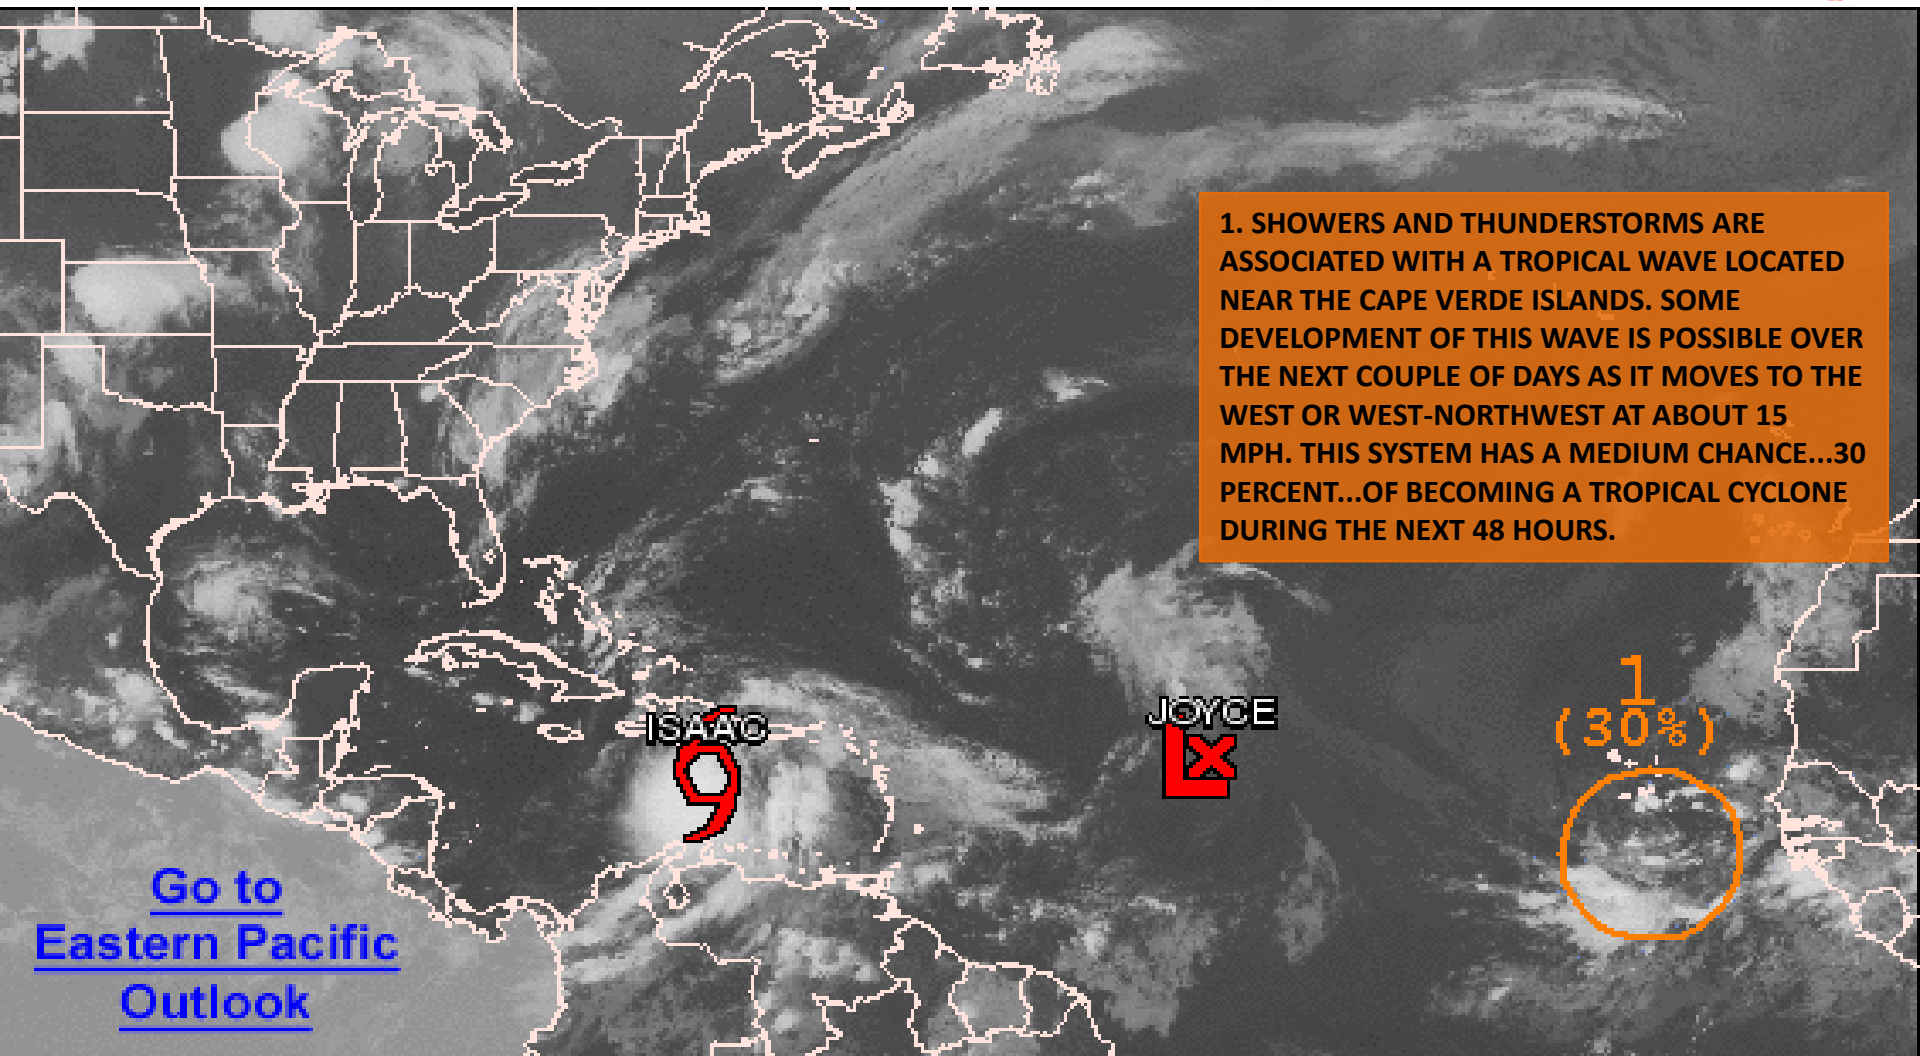 1. SHOWERS AND THUNDERSTORMS ARE
ASSOCIATED WITH A TROPICAL WAVE LOCATED
NEAR THE CAPE VERDE ISLANDS. SOME
DEVELOPMENT OF THIS WAVE IS POSSIBLE OVER
THE NEXT COUPLE OF DAYS AS IT MOVES TO THE
WEST OR WEST-NORTHWEST AT ABOUT 15
MPH. THIS SYSTEM HAS A MEDIUM CHANCE...30
PERCENT...OF BECOMING A TROPICAL CYCLONE
DURING THE NEXT 48 HOURS.
1
(30%)
JOYCE
L
ISAAC
Go to
Eastern Pacific
Outlook